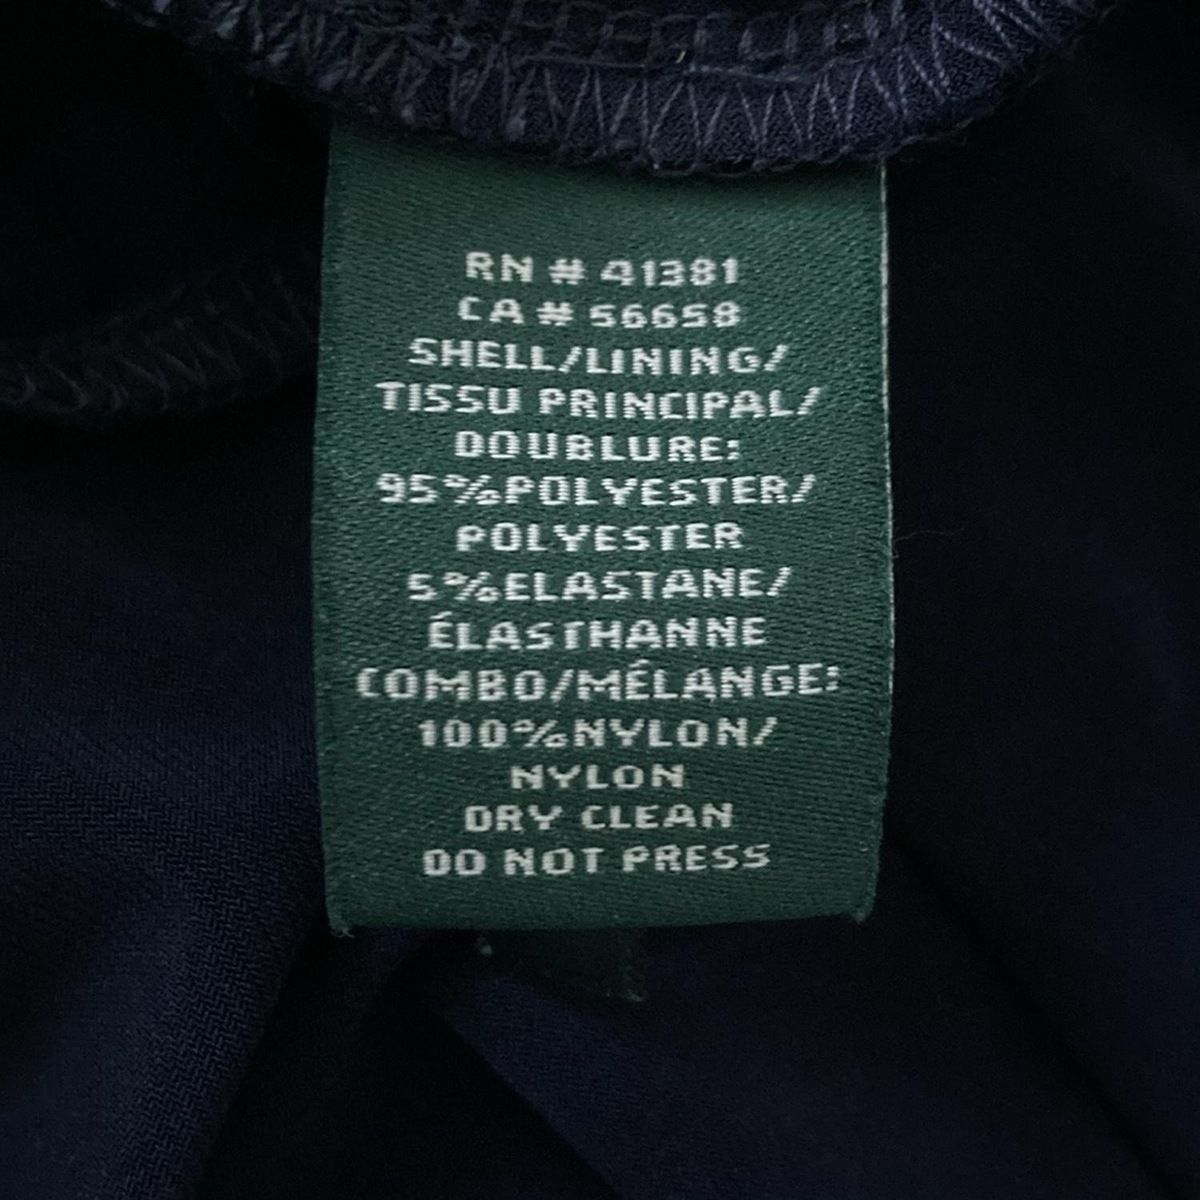 RN # 41381
CA # 56658
SHELL/LINING/
TISSU PRINCIPAL/
DOUBLURE:
95%POLYESTER/
POLYESTER
5%ELASTANE/
ÉLASTHANNE
COMBO/MÉLANGE:
100%NYLON/
NYLON
DRY CLEAN
DO NOT PRESS